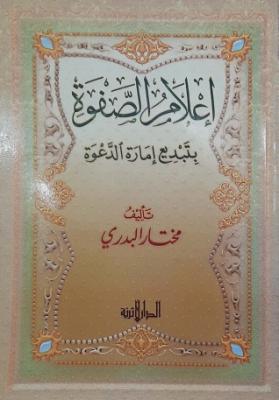 إعلام الصفوة
بتبديع إمارة الدعوة
تأليف
مختار البدري
الدار الأثرية